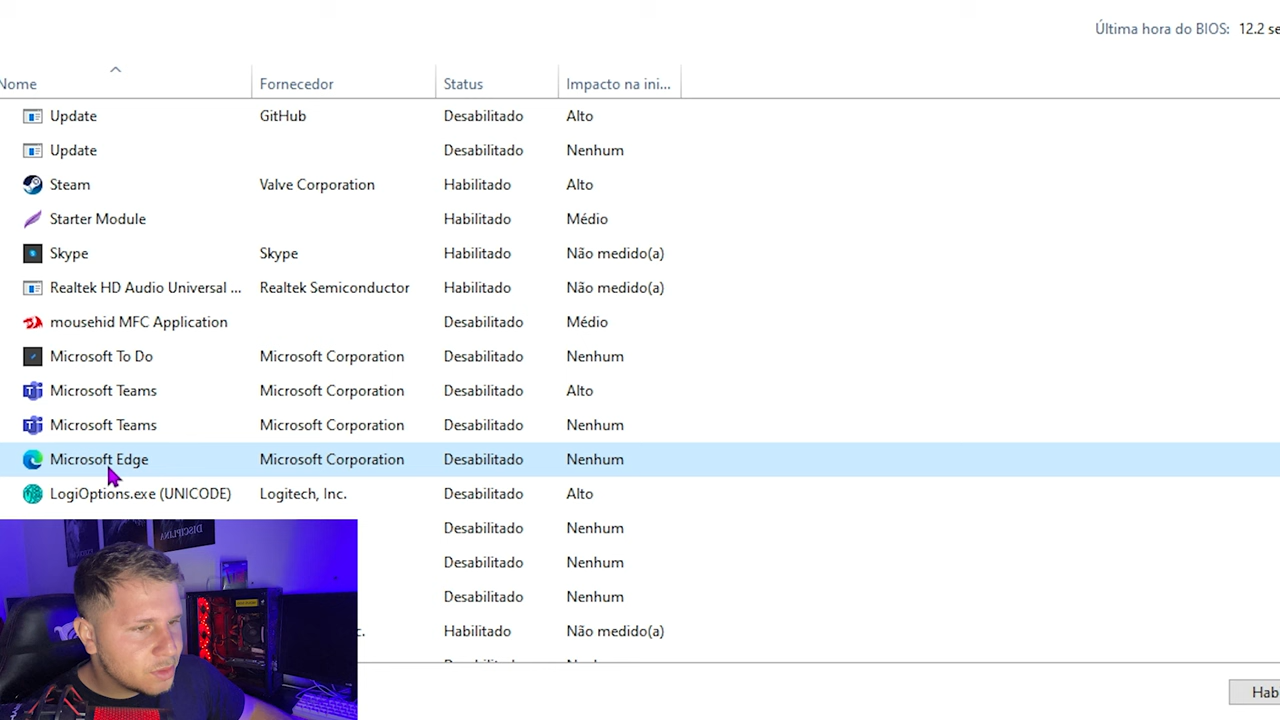 Última hora do BIOS: 12.2 se
Nome Fornecedor Status Impacto na ini...
Update GitHub Desabilitado Alto
Update Desabilitado Nenhum
Steam Valve Corporation Habilitado Alto
Starter Module Habilitado Médio
Skype Skype Habilitado Não medido(a)
Realtek HD Audio Universal ... Realtek Semiconductor Habilitado Não medido(a)
mousehid MFC Application Desabilitado Médio
Microsoft To Do Microsoft Corporation Desabilitado Nenhum
Microsoft Teams Microsoft Corporation Desabilitado Alto
Microsoft Teams Microsoft Corporation Desabilitado Nenhum
Microsoft Edge Microsoft Corporation Desabilitado Nenhum
LogiOptions.exe (UNICODE) Logitech, Inc. Desabilitado Alto
Desabilitado Nenhum
Desabilitado Nenhum
Desabilitado Nenhum
c. Habilitado Não medido(a)
Hab
DISCIPLINA